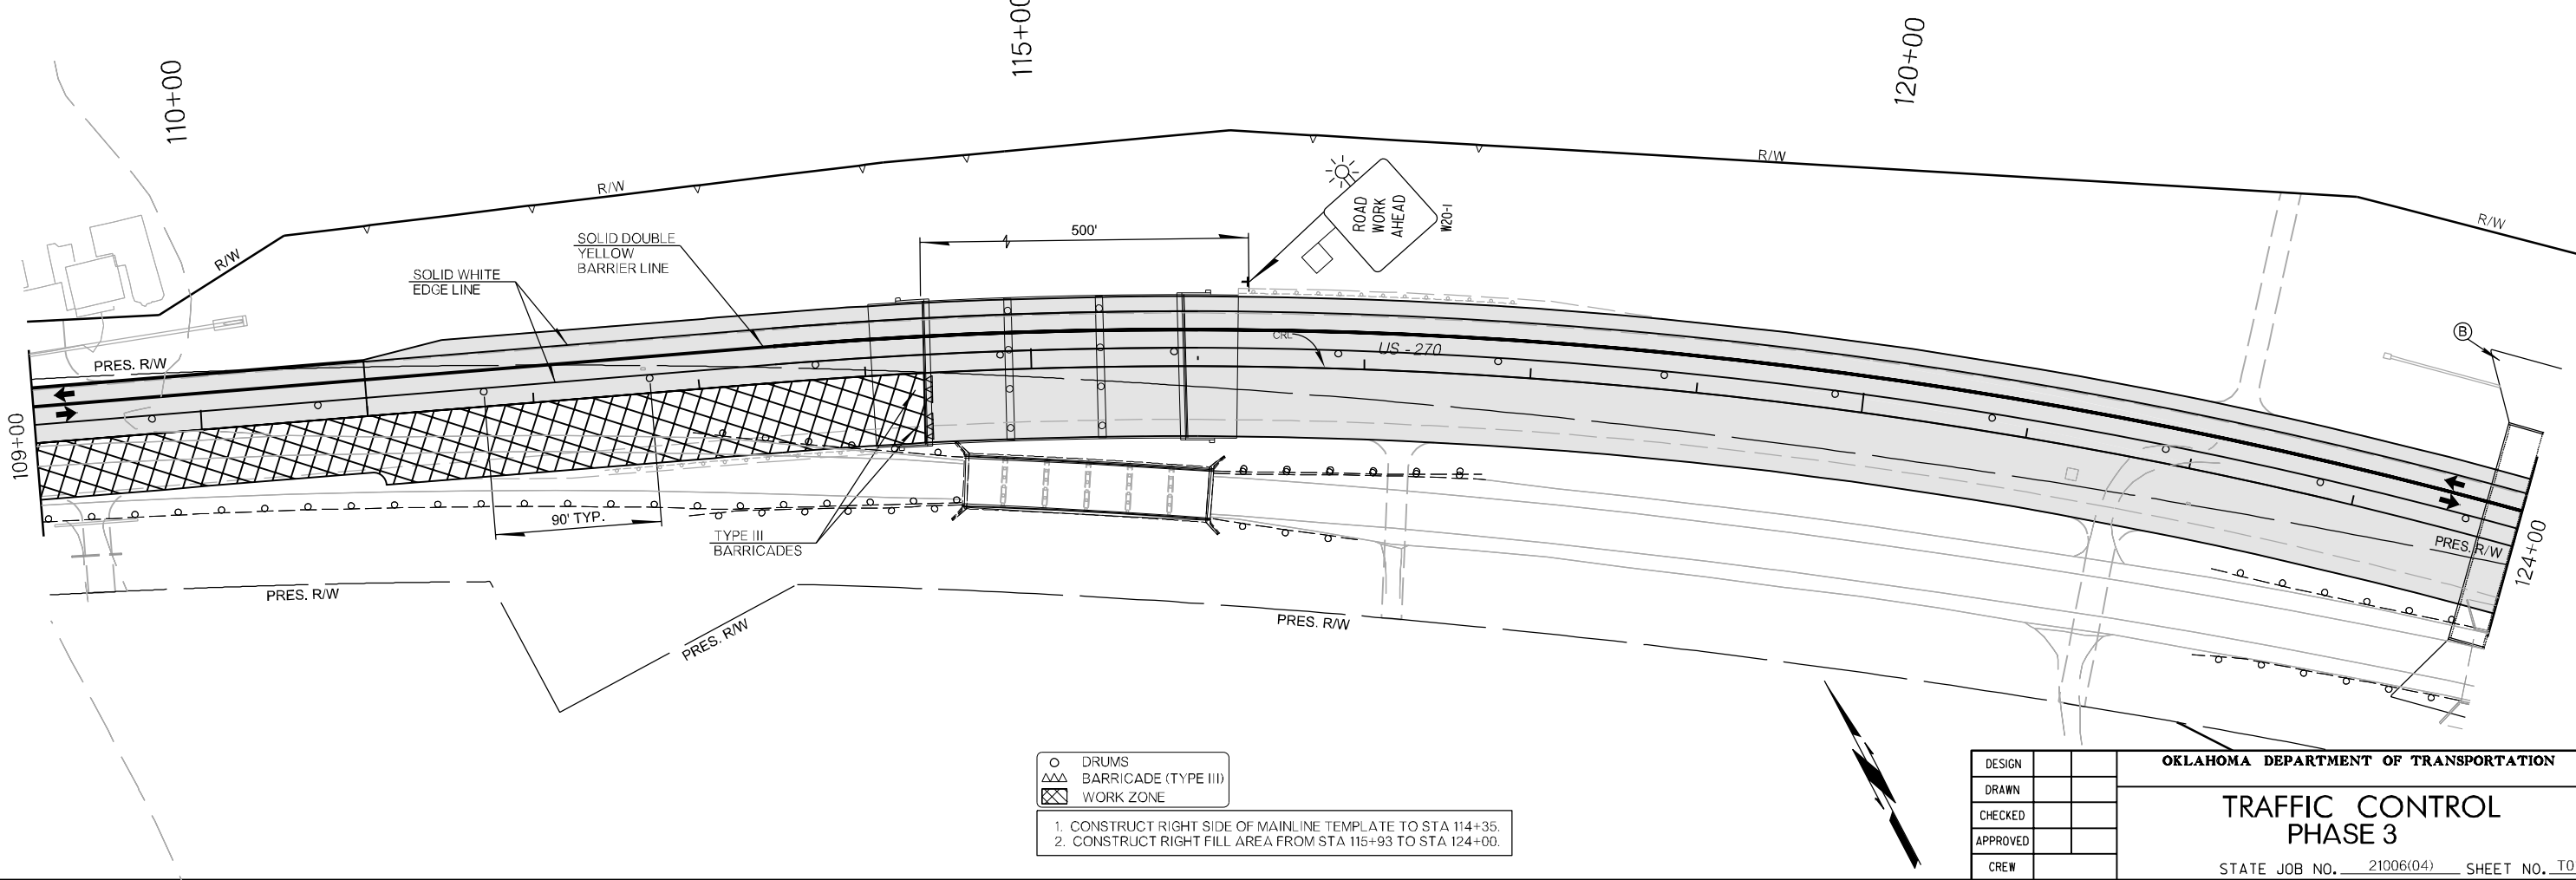 110+00
115+00
120+00
109+00
124+00
R/W
R/W
R/W
R/W
PRES. R/W
SOLID WHITE
EDGE LINE
SOLID DOUBLE
YELLOW
BARRIER LINE
500'
ROAD
WORK
AHEAD
W20-1
CRL
US - 270
B
PRES. R/W
90' TYP.
TYPE III
BARRICADES
PRES. R/W
PRES. R/W
PRES. R/W
DRUMS
BARRICADE (TYPE III)
WORK ZONE
1. CONSTRUCT RIGHT SIDE OF MAINLINE TEMPLATE TO STA 114+35.
2. CONSTRUCT RIGHT FILL AREA FROM STA 115+93 TO STA 124+00.
DESIGN
DRAWN
CHECKED
APPROVED
CREW
OKLAHOMA DEPARTMENT OF TRANSPORTATION
TRAFFIC CONTROL
PHASE 3
STATE JOB NO. 21006(04) SHEET NO.